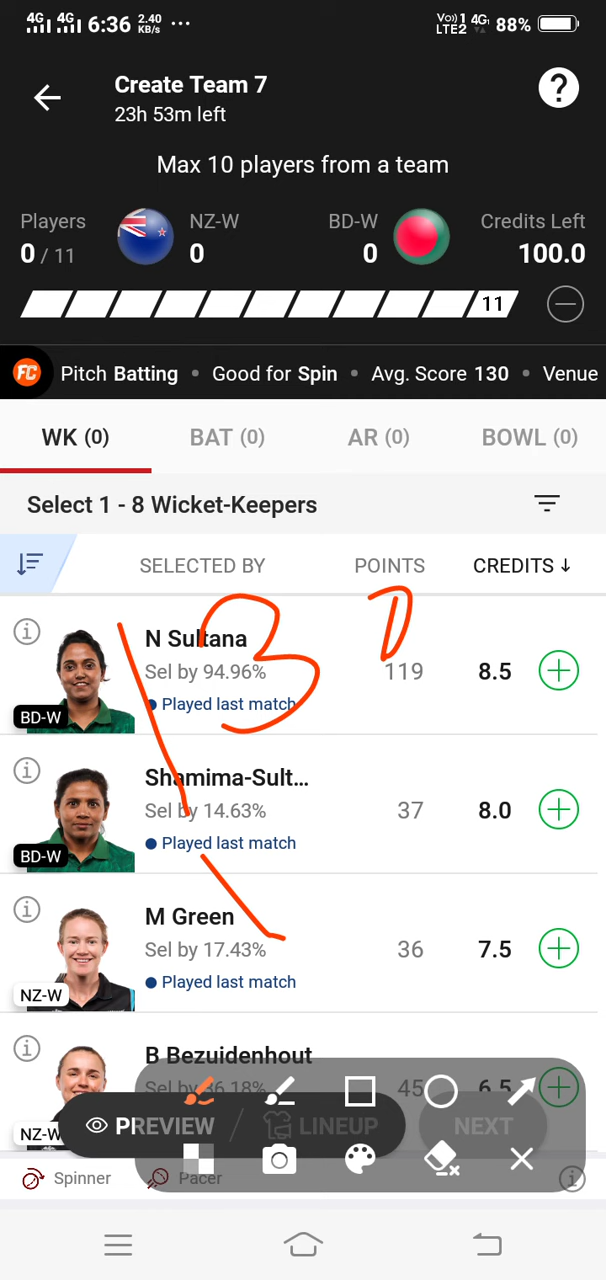 4G 4G 6:36 2.40 KB/s ... Vo)) 1 LTE2 4G 88%
Create Team 7
23h 53m left
?
Max 10 players from a team
Players NZ-W BD-W Credits Left
0 / 11 0 0 100.0
11
FC Pitch Batting • Good for Spin • Avg. Score 130 • Venue
WK (0) BAT (0) AR (0) BOWL (0)
Select 1 - 8 Wicket-Keepers
SELECTED BY POINTS CREDITS ↓
N Sultana
Sel by 94.96% 119 8.5
BD-W • Played last match
Shamima-Sult...
Sel by 14.63% 37 8.0
BD-W • Played last match
M Green
Sel by 17.43% 36 7.5
NZ-W • Played last match
B Bezuidenhout
Sel by 36.18% 45 6.5
NZ-W PREVIEW / LINEUP NEXT
Spinner Pacer